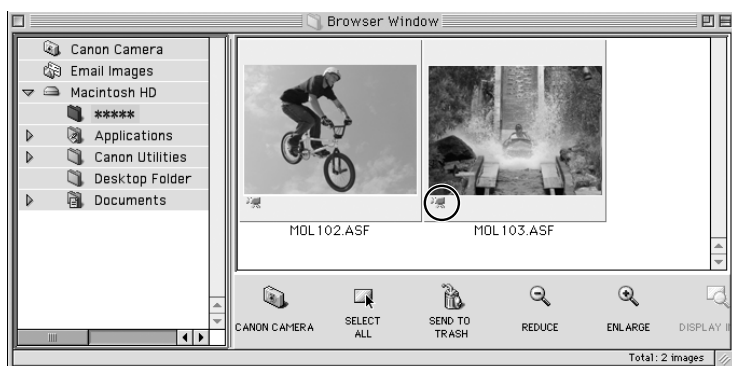 Browser Window
Canon Camera
Email Images
Macintosh HD
*****
Applications
Canon Utilities
Desktop Folder
Documents
MOL102.ASF
MOL103.ASF
CANON CAMERA
SELECT
ALL
SEND TO
TRASH
REDUCE
ENLARGE
DISPLAY
Total: 2 images